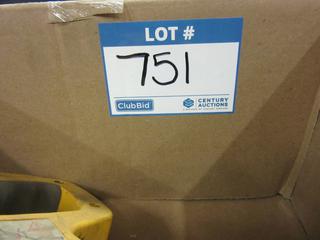 LOT #
751
ClubBid
CENTURY
AUCTIONS